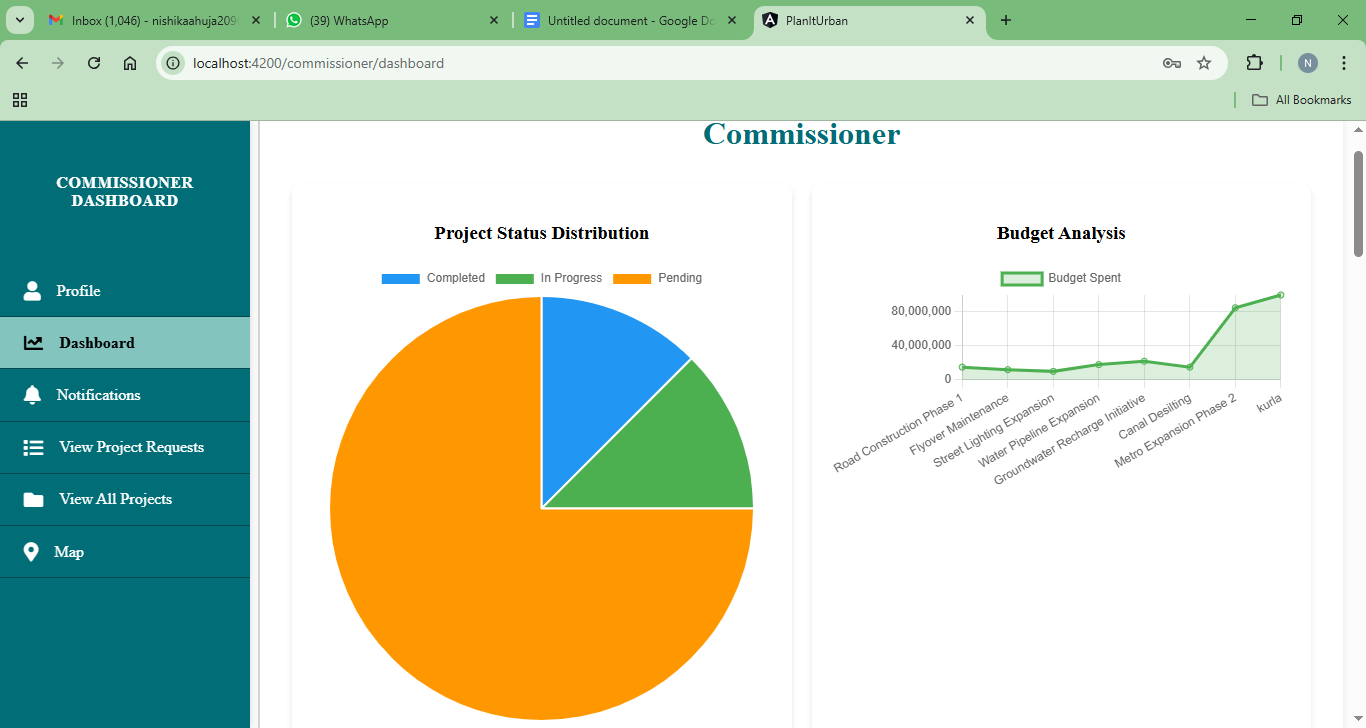 Inbox (1,046) - nishikaahuja209
(39) WhatsApp
Untitled document - Google Do
PlanItUrban
localhost:4200/commissioner/dashboard
N
All Bookmarks
COMMISSIONER
DASHBOARD
Profile
Dashboard
Notifications
View Project Requests
View All Projects
Map
Commissioner
Project Status Distribution
Completed In Progress Pending
Budget Analysis
Budget Spent
80,000,000
40,000,000
0
Road Construction Phase 1
Flyover Maintenance
Street Lighting Expansion
Water Pipeline Expansion
Groundwater Recharge Initiative
Canal Desilting
Metro Expansion Phase 2
kurla